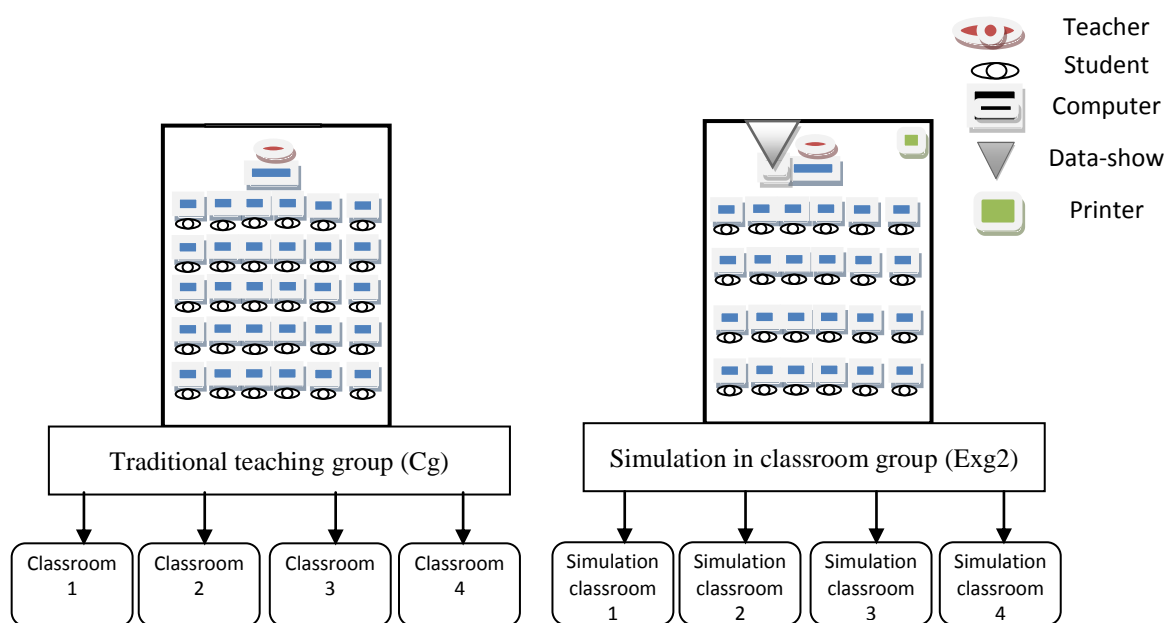 Teacher
Student
Computer
Data-show
Printer
Traditional teaching group (Cg)
Simulation in classroom group (Exg2)
Classroom
1
Classroom
2
Classroom
3
Classroom
4
Simulation
classroom
1
Simulation
classroom
2
Simulation
classroom
3
Simulation
classroom
4